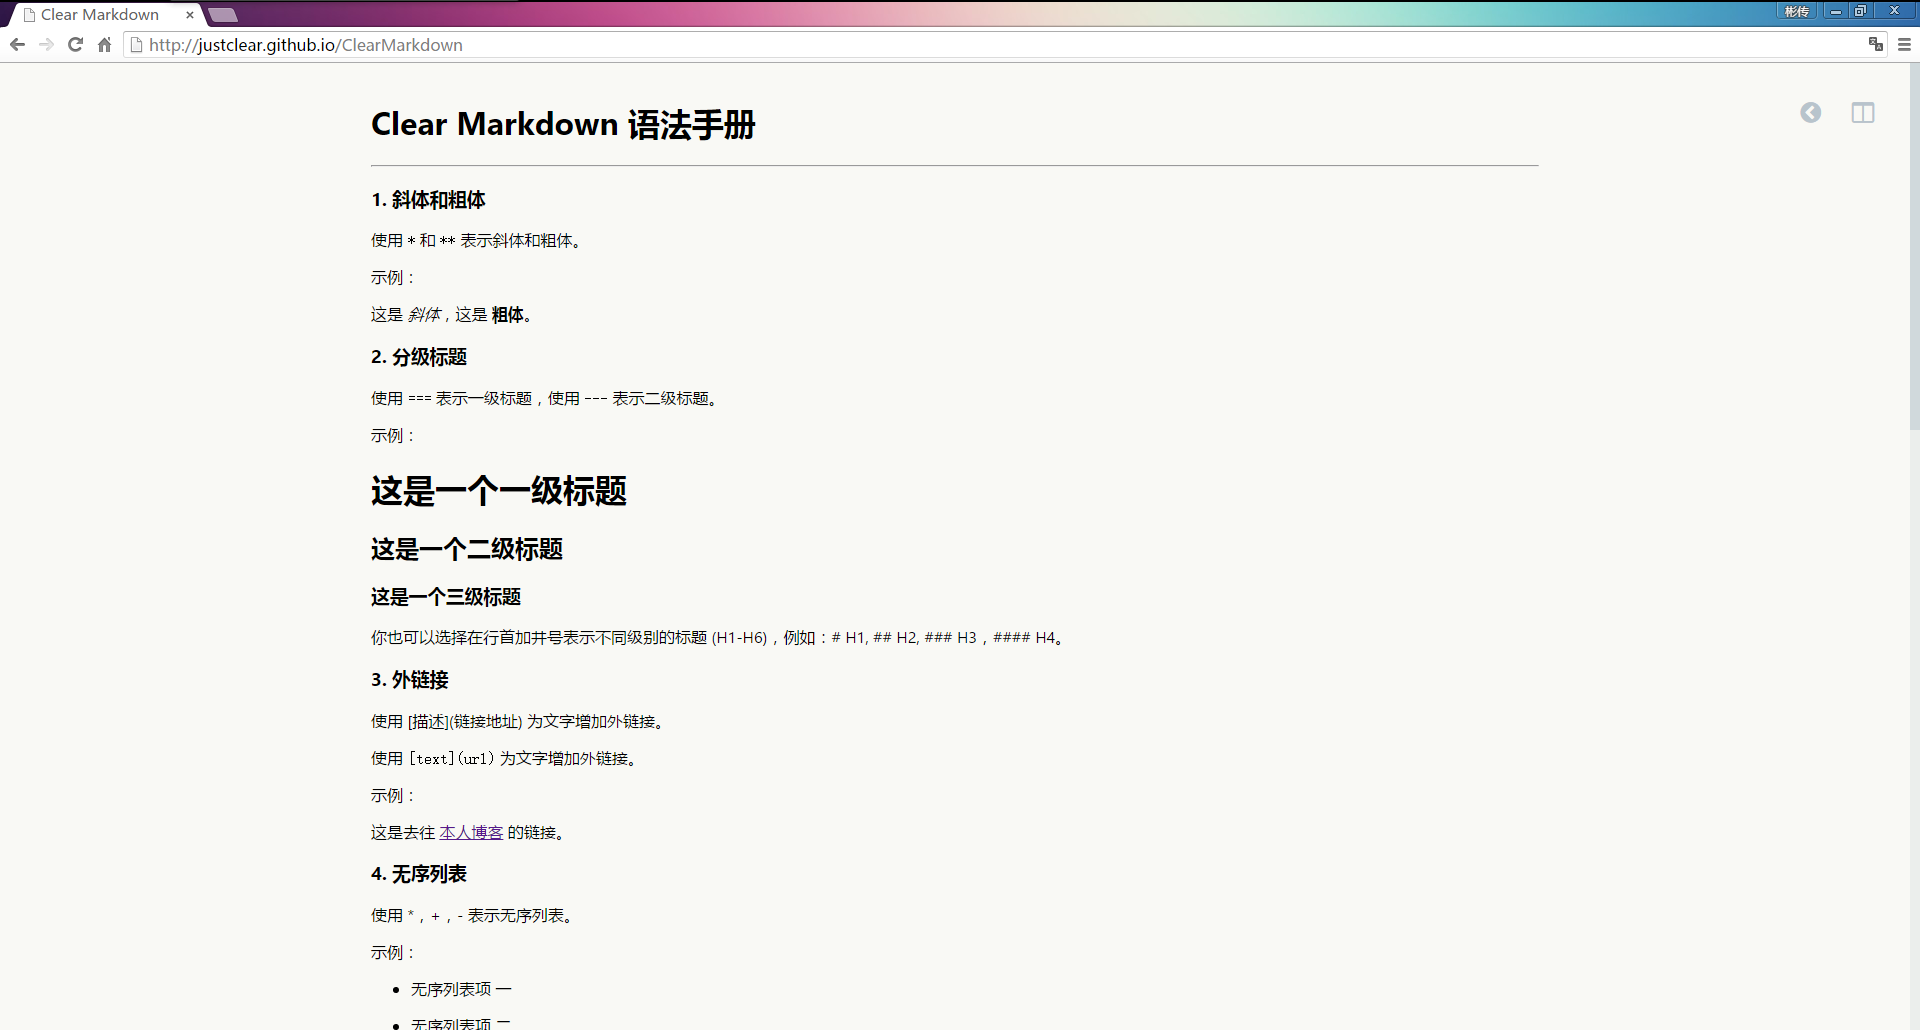 Clear Markdown
彬传
http://justclear.github.io/ClearMarkdown
Clear Markdown 语法手册
1. 斜体和粗体
使用 * 和 ** 表示斜体和粗体。
示例：
这是 斜体，这是 粗体。
2. 分级标题
使用 === 表示一级标题，使用 --- 表示二级标题。
示例：
这是一个一级标题
这是一个二级标题
这是一个三级标题
你也可以选择在行首加井号表示不同级别的标题 (H1-H6)，例如：# H1, ## H2, ### H3，#### H4。
3. 外链接
使用 [描述](链接地址) 为文字增加外链接。
使用 [text](url) 为文字增加外链接。
示例：
这是去往 本人博客 的链接。
4. 无序列表
使用 *，+，- 表示无序列表。
示例：
• 无序列表项 一
• 无序列表项 二